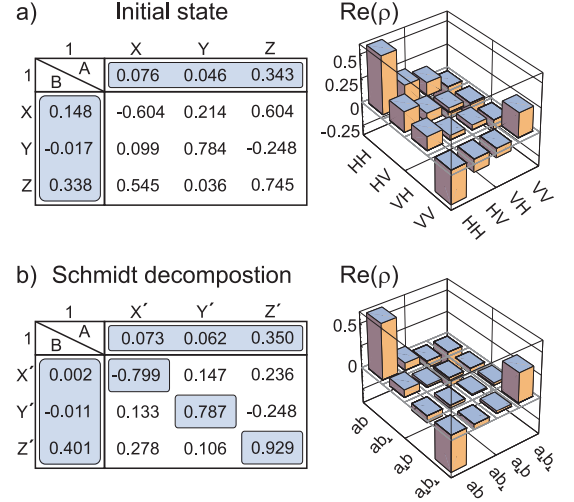 a) Initial state Re(ρ)
1 X Y Z
1 A B 0.076 0.046 0.343
X 0.148 -0.604 0.214 0.604
Y -0.017 0.099 0.784 -0.248
Z 0.338 0.545 0.036 0.745
0.5
0.25
0
-0.25
HH HV VH VV
HH HV VH VV
b) Schmidt decompostion Re(ρ)
1 X´ Y´ Z´
1 A B 0.073 0.062 0.350
X´ 0.002 -0.799 0.147 0.236
Y´ -0.011 0.133 0.787 -0.248
Z´ 0.401 0.278 0.106 0.929
0.5
0
ab ab⊥ a⊥b a⊥b⊥
ab ab⊥ a⊥b a⊥b⊥